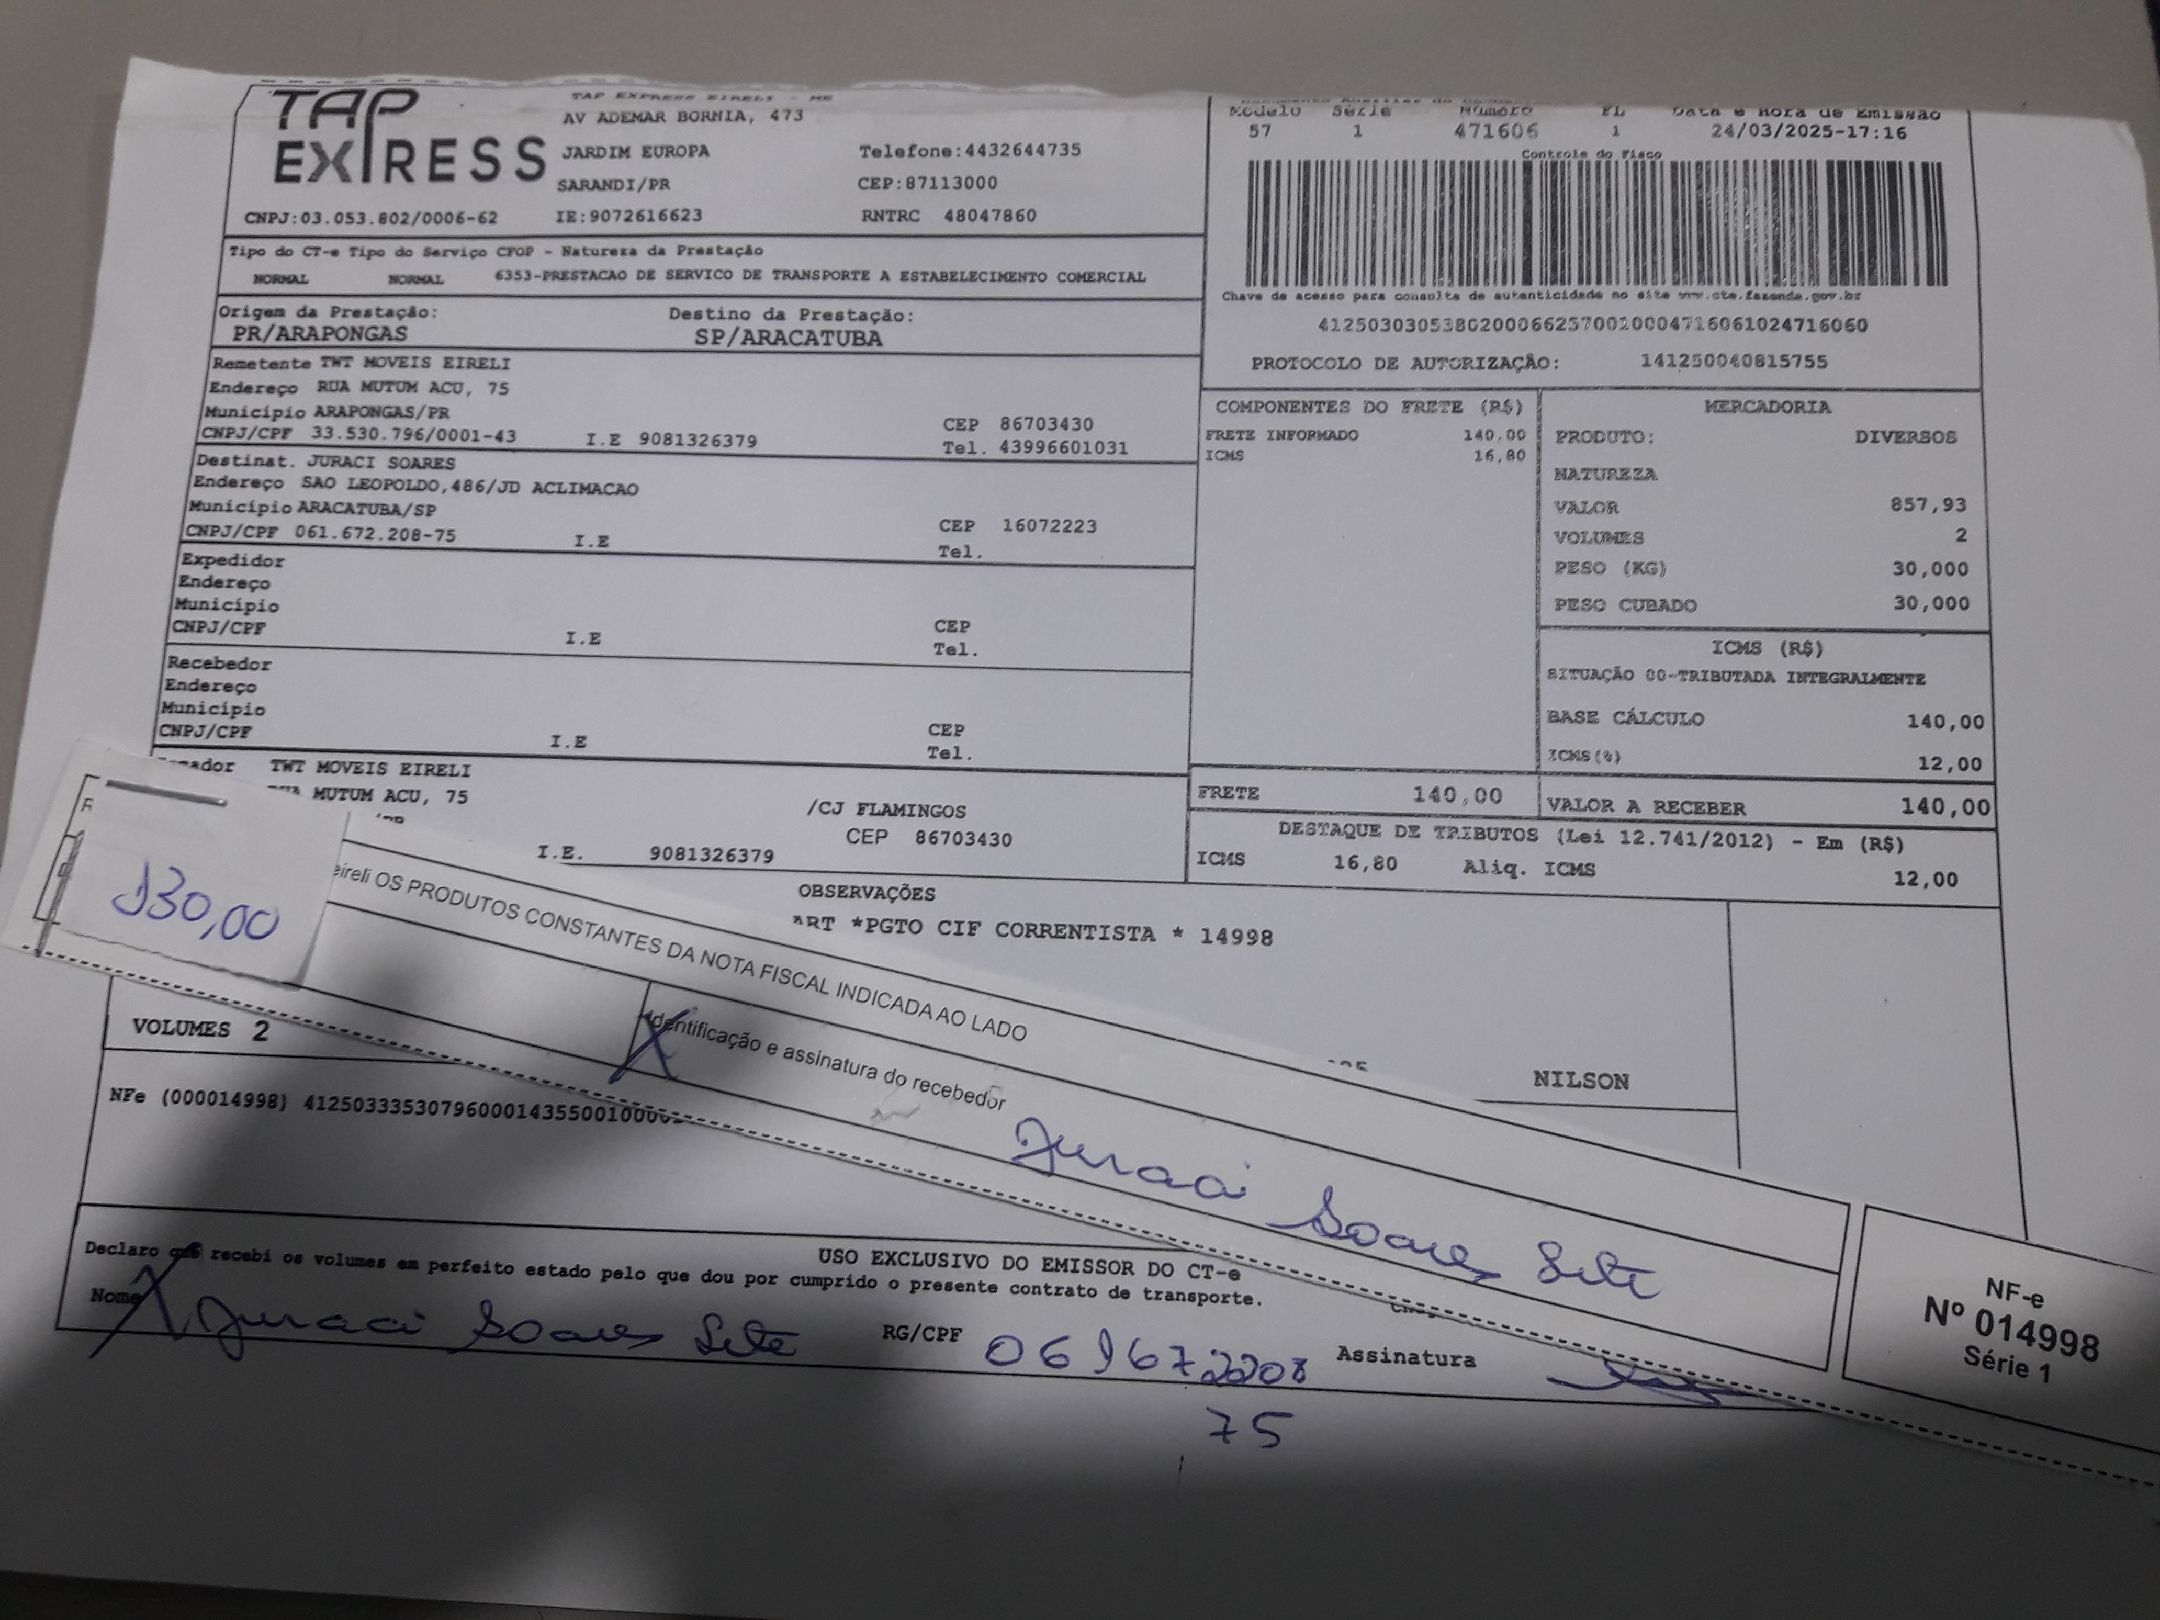 TAP EXPRESS
TAP EXPRESS EIRELI - ME
AV ADEMAR BORNIA, 473
JARDIM EUROPA Telefone:4432644735
SARANDI/PR CEP:87113000
CNPJ:03.053.802/0006-62 IE:9072616623 RNTRC 48047860
Modelo Série Número FL Data e Hora de Emissão
57 1 471606 1 24/03/2025-17:16
Controle do Fisco
Chave de acesso para consulta de autenticidade no site www.cte.fazenda.gov.br
41250303053802000662570010004716061024716060
PROTOCOLO DE AUTORIZAÇÃO: 141250040815755
Tipo do CT-e Tipo do Serviço CFOP - Natureza da Prestação
NORMAL NORMAL 6353-PRESTACAO DE SERVICO DE TRANSPORTE A ESTABELECIMENTO COMERCIAL
Origem da Prestação: Destino da Prestação:
PR/ARAPONGAS SP/ARACATUBA
Remetente TWT MOVEIS EIRELI
Endereço RUA MUTUM ACU, 75
Município ARAPONGAS/PR CEP 86703430
CNPJ/CPF 33.530.796/0001-43 I.E 9081326379 Tel. 43996601031
Destinat. JURACI SOARES
Endereço SAO LEOPOLDO,486/JD ACLIMACAO
Município ARACATUBA/SP CEP 16072223
CNPJ/CPF 061.672.208-75 I.E Tel.
Expedidor
Endereço
Município CEP
CNPJ/CPF I.E Tel.
Recebedor
Endereço
Município CEP
CNPJ/CPF I.E Tel.
TWT MOVEIS EIRELI
MUTUM ACU, 75 /CJ FLAMINGOS
CEP 86703430
I.E. 9081326379
COMPONENTES DO FRETE (R$)
FRETE INFORMADO 140,00
ICMS 16,80
MERCADORIA
PRODUTO: DIVERSOS
NATUREZA
VALOR 857,93
VOLUMES 2
PESO (KG) 30,000
PESO CUBADO 30,000
ICMS (R$)
SITUAÇÃO 00-TRIBUTADA INTEGRALMENTE
BASE CÁLCULO 140,00
ICMS(%) 12,00
FRETE 140,00 VALOR A RECEBER 140,00
DESTAQUE DE TRIBUTOS (Lei 12.741/2012) - Em (R$)
ICMS 16,80 Aliq. ICMS 12,00
OBSERVAÇÕES
ART *PGTO CIF CORRENTISTA * 14998
130,00
eireli OS PRODUTOS CONSTANTES DA NOTA FISCAL INDICADA AO LADO
X Identificação e assinatura do recebedor
Juraci Soares Leite
NILSON
VOLUMES 2
NFe (000014998) 41250333530796000143550010000
NF-e
Nº 014998
Série 1
USO EXCLUSIVO DO EMISSOR DO CT-e
Declaro que recebi os volumes em perfeito estado pelo que dou por cumprido o presente contrato de transporte.
Nome X Juraci Soares Leite RG/CPF 061672208 Assinatura
75